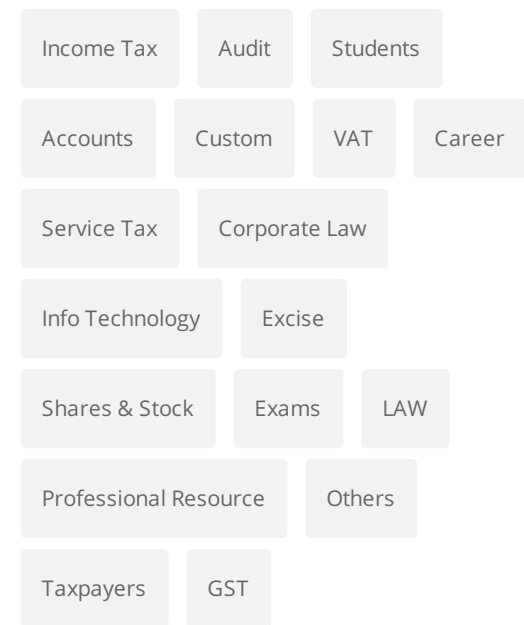 Income Tax Audit Students
Accounts Custom VAT Career
Service Tax Corporate Law
Info Technology Excise
Shares & Stock Exams LAW
Professional Resource Others
Taxpayers GST